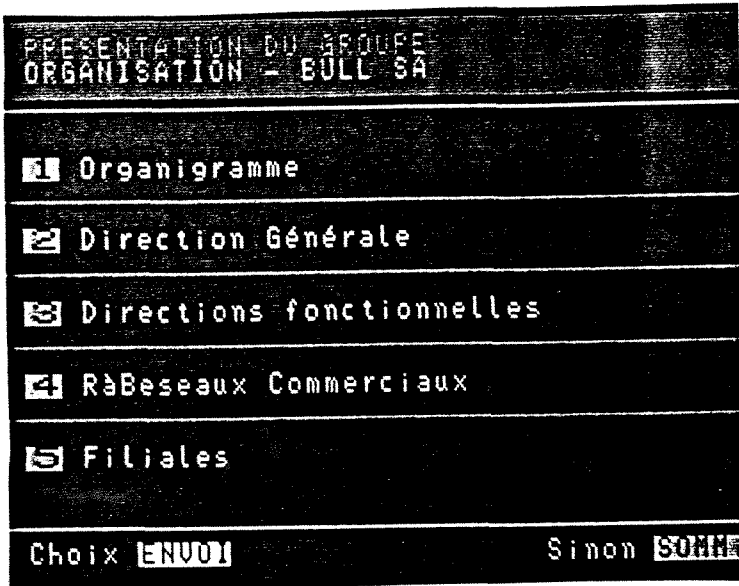 PRESENTATION DU GROUPE
ORGANISATION - BULL SA
1 Organigramme
2 Direction Générale
3 Directions fonctionnelles
4 RàBeseaux Commerciaux
5 Filiales
Choix ENVOI Sinon SOMM